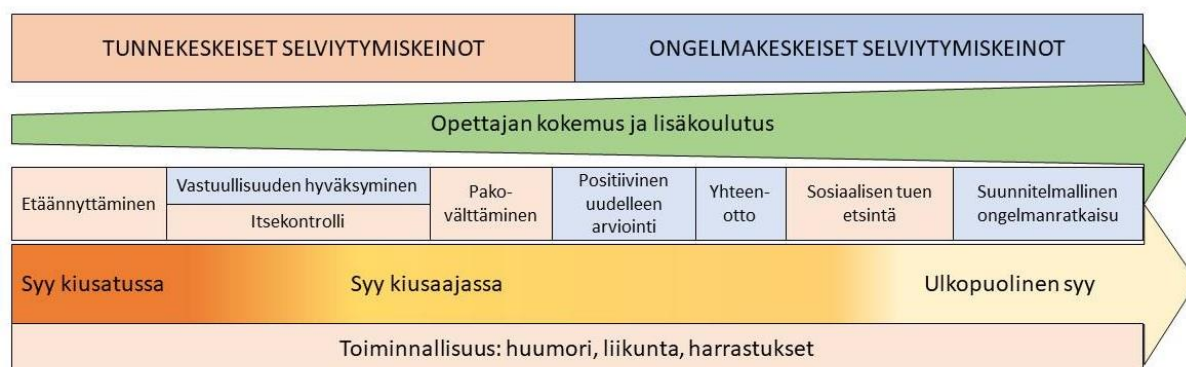 TUNNEKESKEISET SELVIYTYMISKEINOT
ONGELMAKESKEISET SELVIYTYMISKEINOT
Opettajan kokemus ja lisäkoulutus
Etäännyttäminen
Vastuullisuuden hyväksyminen
Itsekontrolli
Pako-
välttäminen
Positiivinen
uudelleen
arviointi
Yhteen-
otto
Sosiaalisen tuen
etsintä
Suunnitelmallinen
ongelmanratkaisu
Syy kiusatussa
Syy kiusaajassa
Ulkopuolinen syy
Toiminnallisuus: huumori, liikunta, harrastukset